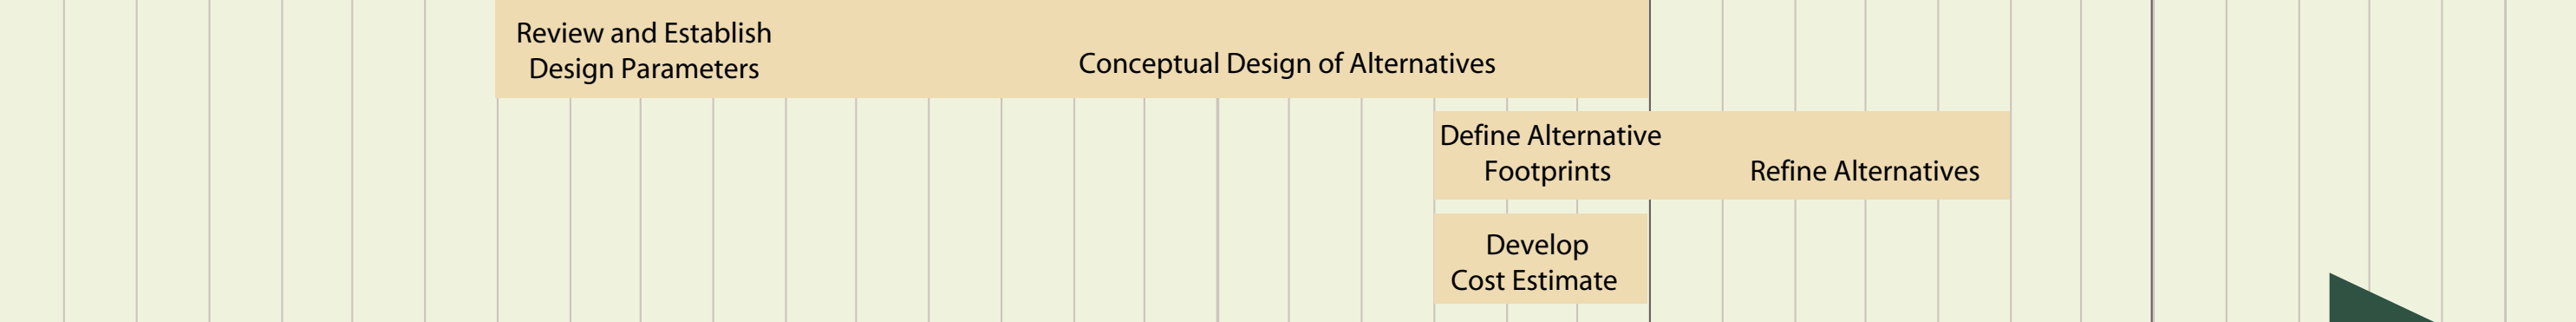 Review and Establish
Design Parameters
Conceptual Design of Alternatives
Define Alternative
Footprints
Refine Alternatives
Develop
Cost Estimate